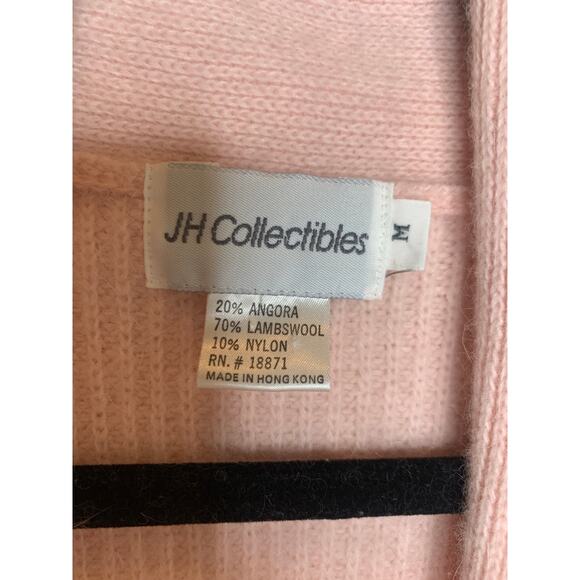 JH Collectibles
M
20% ANGORA
70% LAMBSWOOL
10% NYLON
RN. # 18871
MADE IN HONG KONG